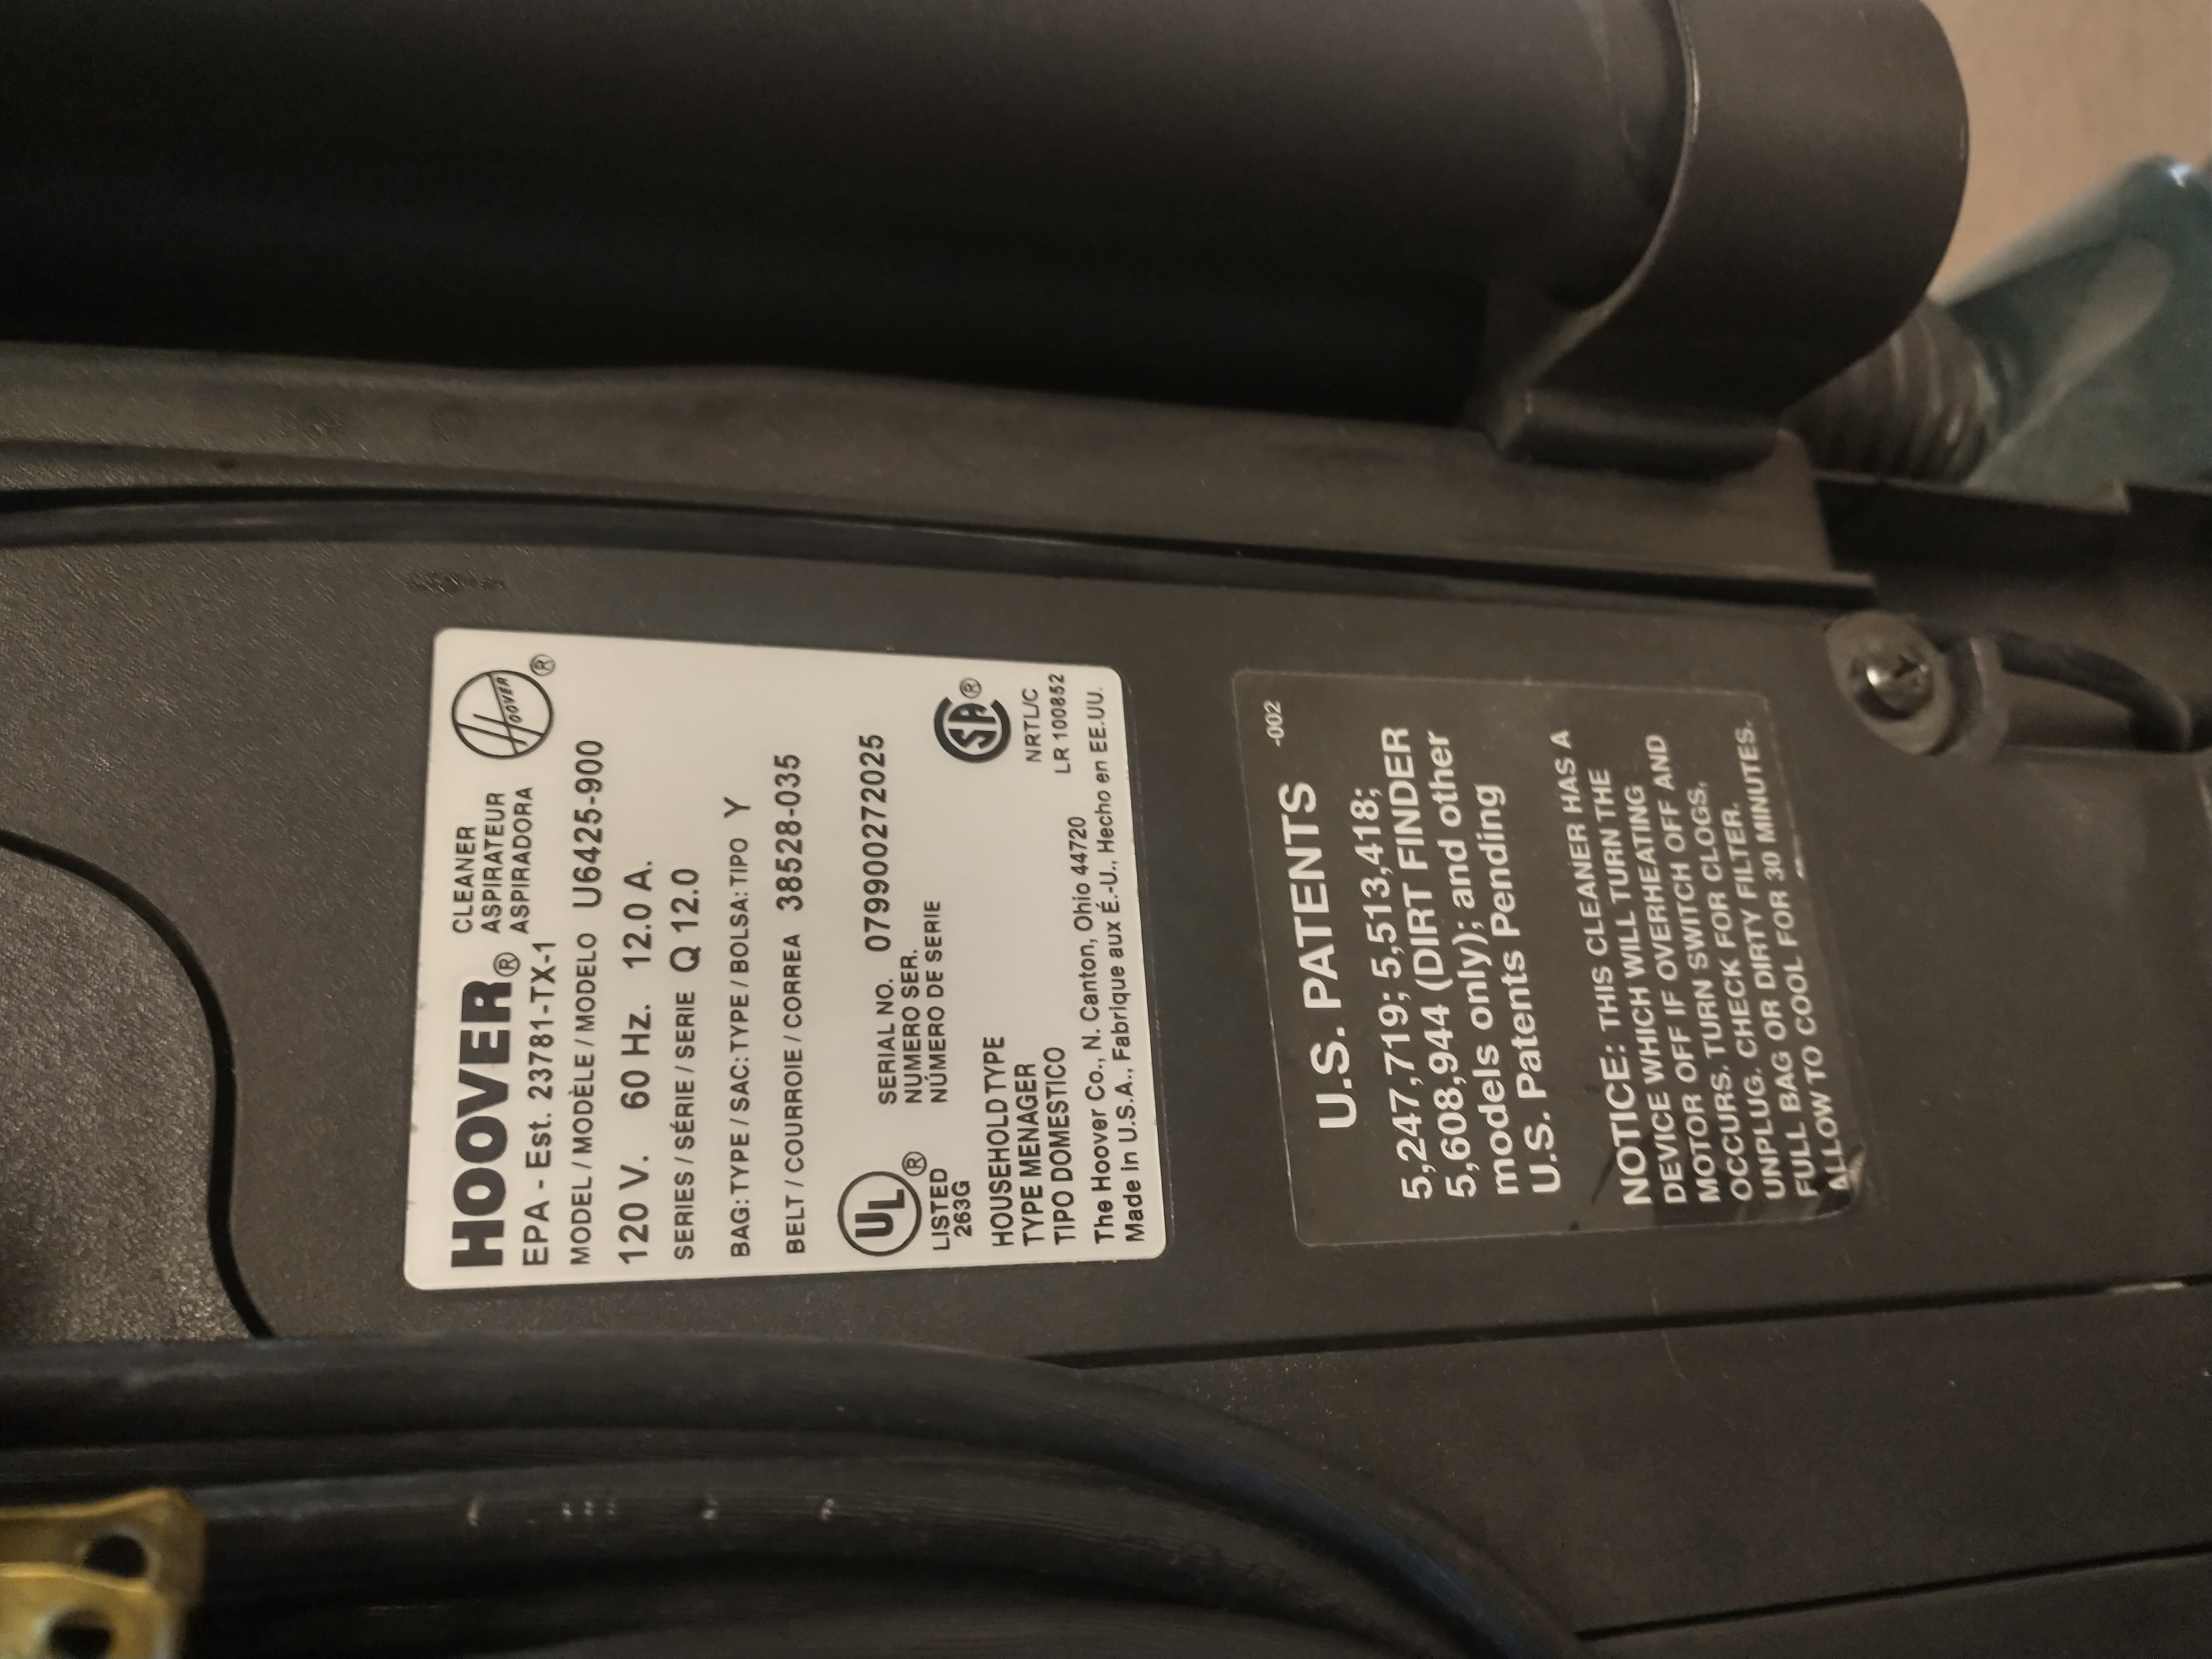 HOOVER® CLEANER
ASPIRATEUR
ASPIRADORA
HOOVER®
EPA - Est. 23781-TX-1
MODEL / MODÈLE / MODELO U6425-900
120 V. 60 Hz. 12.0 A.
SERIES / SÉRIE / SERIE Q 12.0
BAG: TYPE / SAC: TYPE / BOLSA: TIPO Y
BELT / COURROIE / CORREA 38528-035
UL®
LISTED
263G
SERIAL NO. 079900272025
NUMERO SER.
NÚMERO DE SERIE
HOUSEHOLD TYPE
TYPE MENAGER
TIPO DOMESTICO
SA®
NRTL/C
LR 100852
The Hoover Co., N. Canton, Ohio 44720
Made In U.S.A., Fabrique aux É.-U., Hecho en EE.UU.
-002
U.S. PATENTS
5,247,719; 5,513,418;
5,608,944 (DIRT FINDER
models only); and other
U.S. Patents Pending
NOTICE: THIS CLEANER HAS A
DEVICE WHICH WILL TURN THE
MOTOR OFF IF OVERHEATING
OCCURS. TURN SWITCH OFF AND
UNPLUG. CHECK FOR CLOGS,
FULL BAG OR DIRTY FILTER.
ALLOW TO COOL FOR 30 MINUTES.